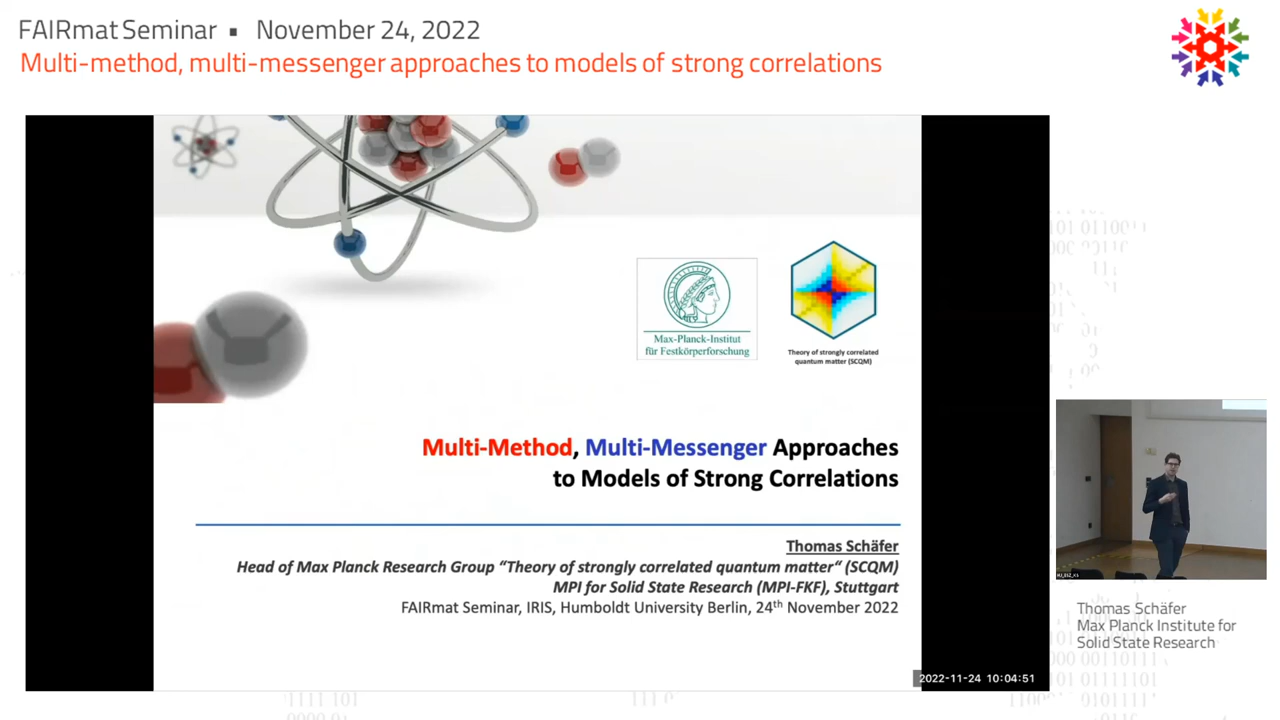 FAIRmat Seminar ▪ November 24, 2022
Multi-method, multi-messenger approaches to models of strong correlations
Max-Planck-Institut
für Festkörperforschung
Theory of strongly correlated
quantum matter (SCQM)
Multi-Method, Multi-Messenger Approaches
to Models of Strong Correlations
Thomas Schäfer
Head of Max Planck Research Group "Theory of strongly correlated quantum matter" (SCQM)
MPI for Solid State Research (MPI-FKF), Stuttgart
FAIRmat Seminar, IRIS, Humboldt University Berlin, 24th November 2022
2022-11-24 10:04:51
Thomas Schäfer
Max Planck Institute for
Solid State Research